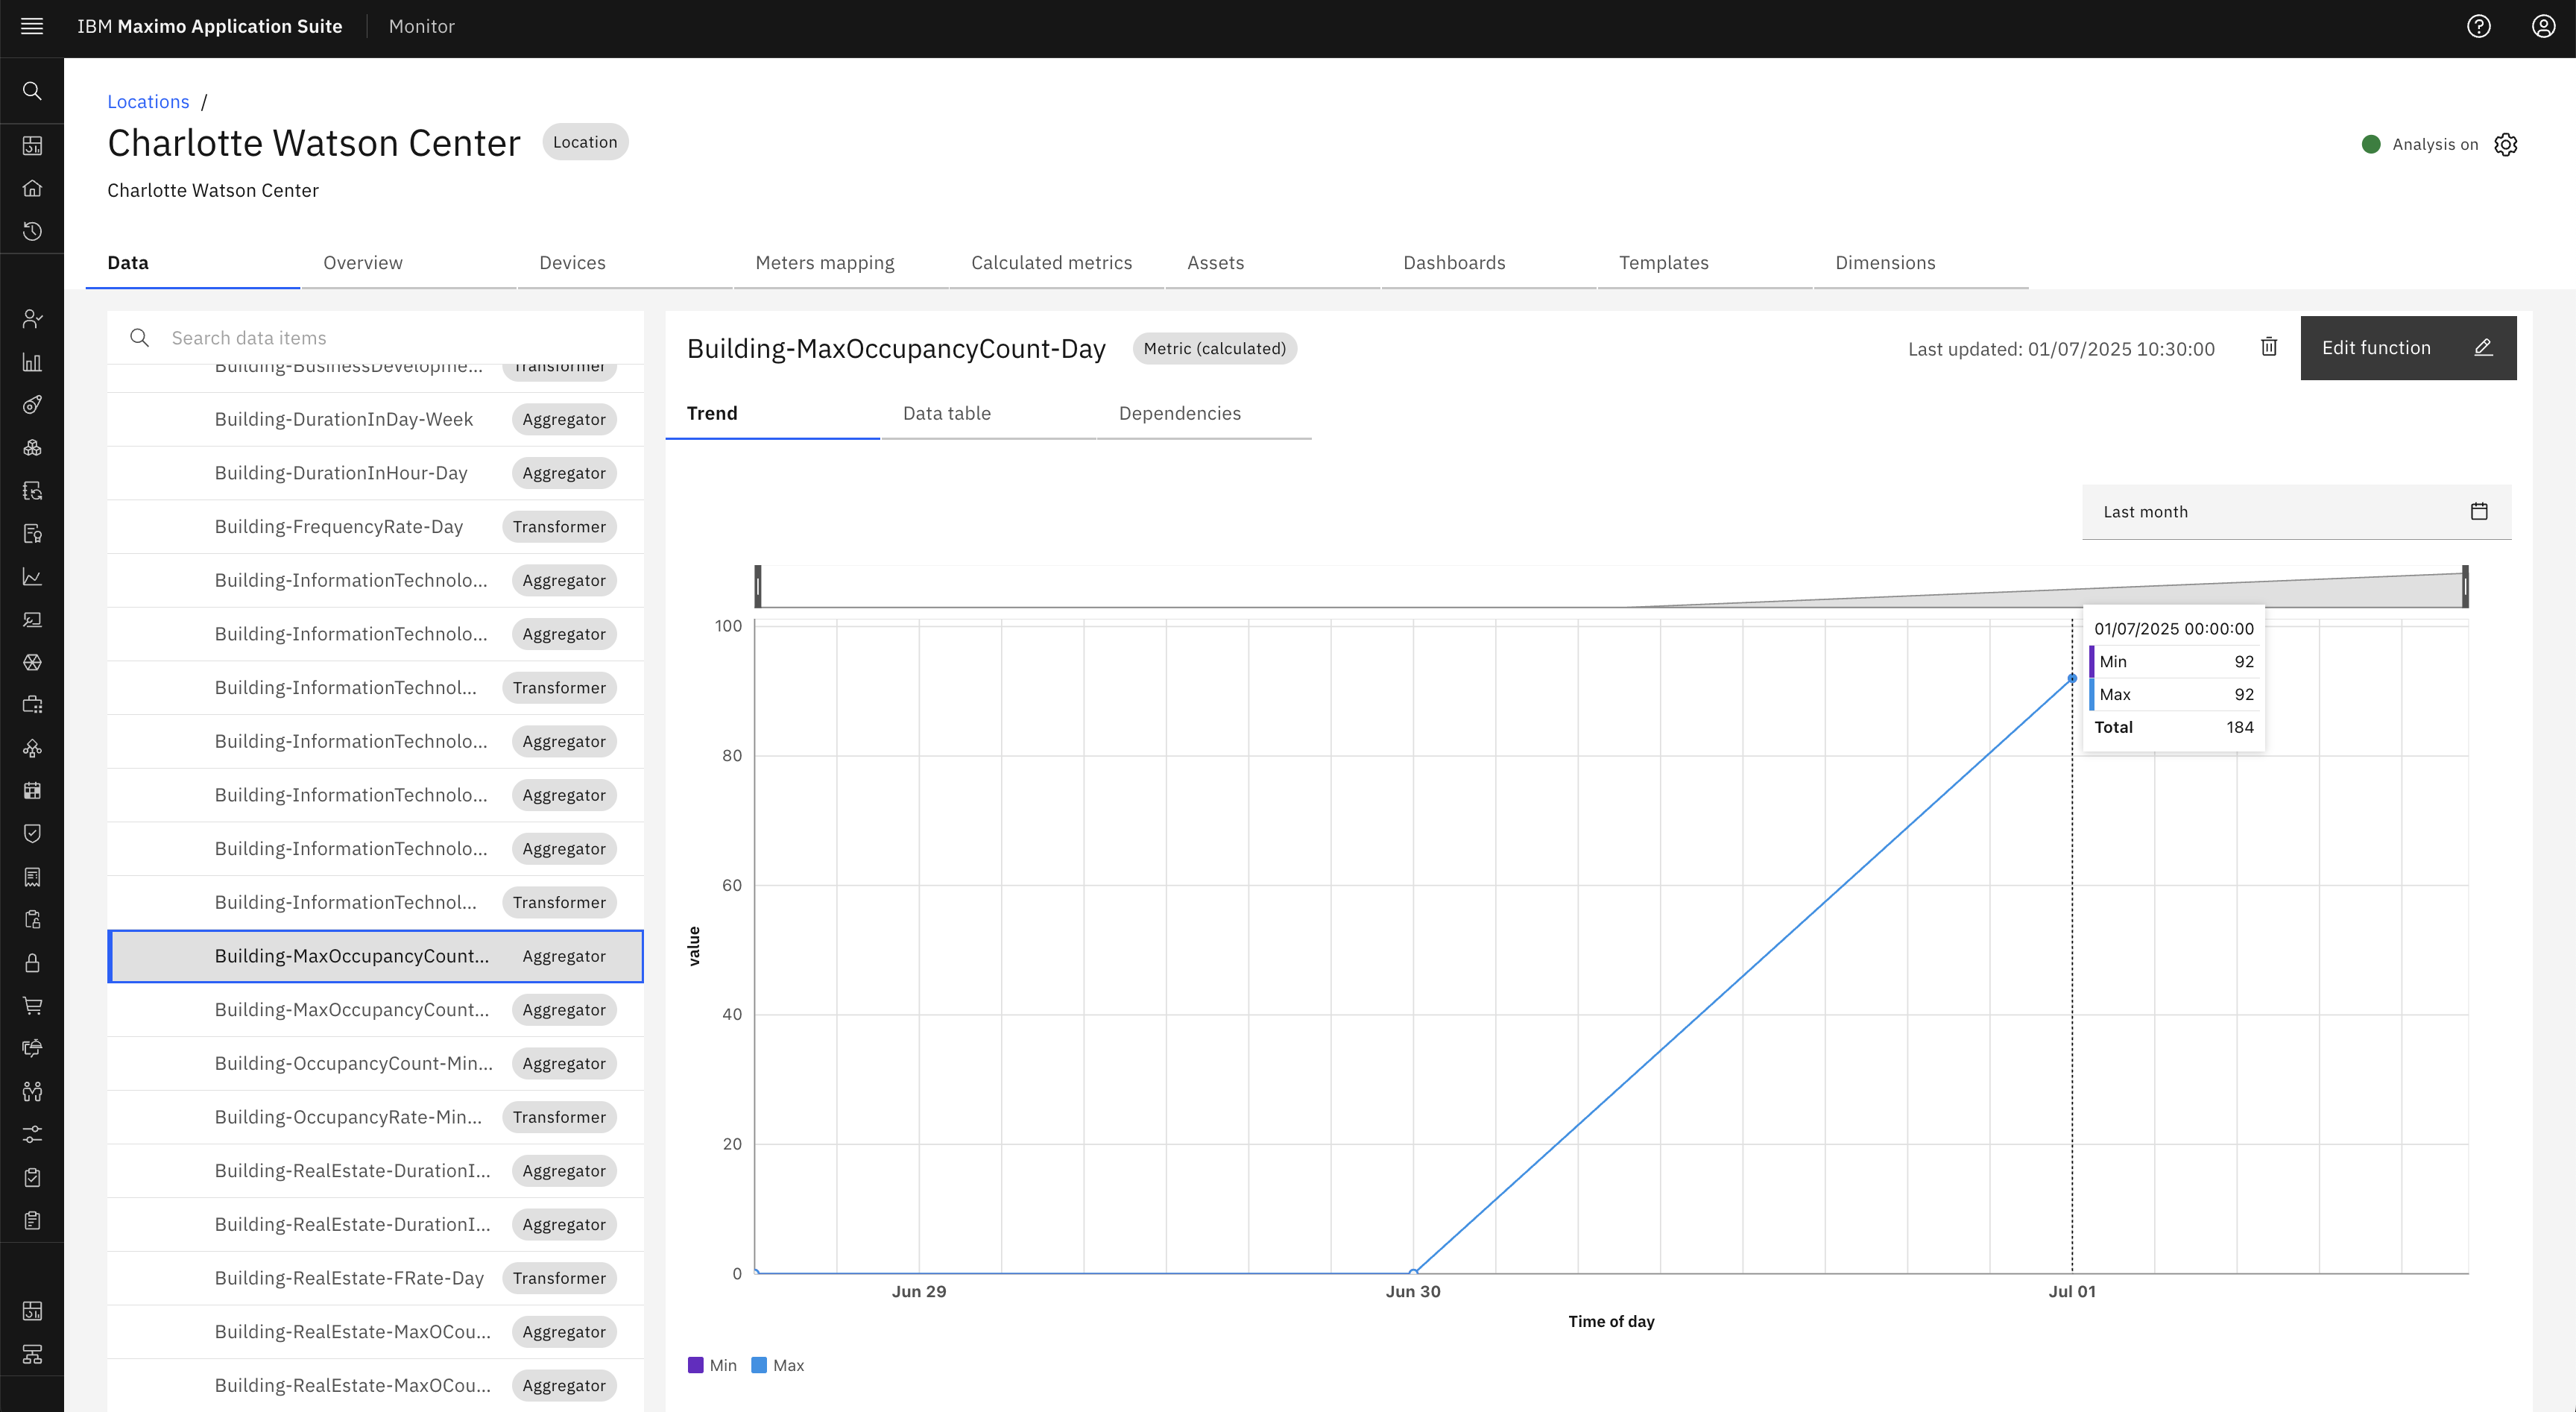 IBM Maximo Application Suite Monitor
Locations /
Charlotte Watson Center Location
Analysis on
Charlotte Watson Center
Data Overview Devices Meters mapping Calculated metrics Assets Dashboards Templates Dimensions
Search data items
Building-BusinessDevelopme... Transformer
Building-DurationInDay-Week Aggregator
Building-DurationInHour-Day Aggregator
Building-FrequencyRate-Day Transformer
Building-InformationTechnolo... Aggregator
Building-InformationTechnolo... Aggregator
Building-InformationTechnol... Transformer
Building-InformationTechnolo... Aggregator
Building-InformationTechnolo... Aggregator
Building-InformationTechnolo... Aggregator
Building-InformationTechnol... Transformer
Building-MaxOccupancyCount... Aggregator
Building-MaxOccupancyCount... Aggregator
Building-OccupancyCount-Min... Aggregator
Building-OccupancyRate-Min... Transformer
Building-RealEstate-DurationI... Aggregator
Building-RealEstate-DurationI... Aggregator
Building-RealEstate-FRate-Day Transformer
Building-RealEstate-MaxOCou... Aggregator
Building-RealEstate-MaxOCou... Aggregator
Building-MaxOccupancyCount-Day Metric (calculated)
Last updated: 01/07/2025 10:30:00
Edit function
Trend Data table Dependencies
Last month
100
80
60
40
20
0
value
01/07/2025 00:00:00
Min 92
Max 92
Total 184
Jun 29 Jun 30 Jul 01
Time of day
Min Max